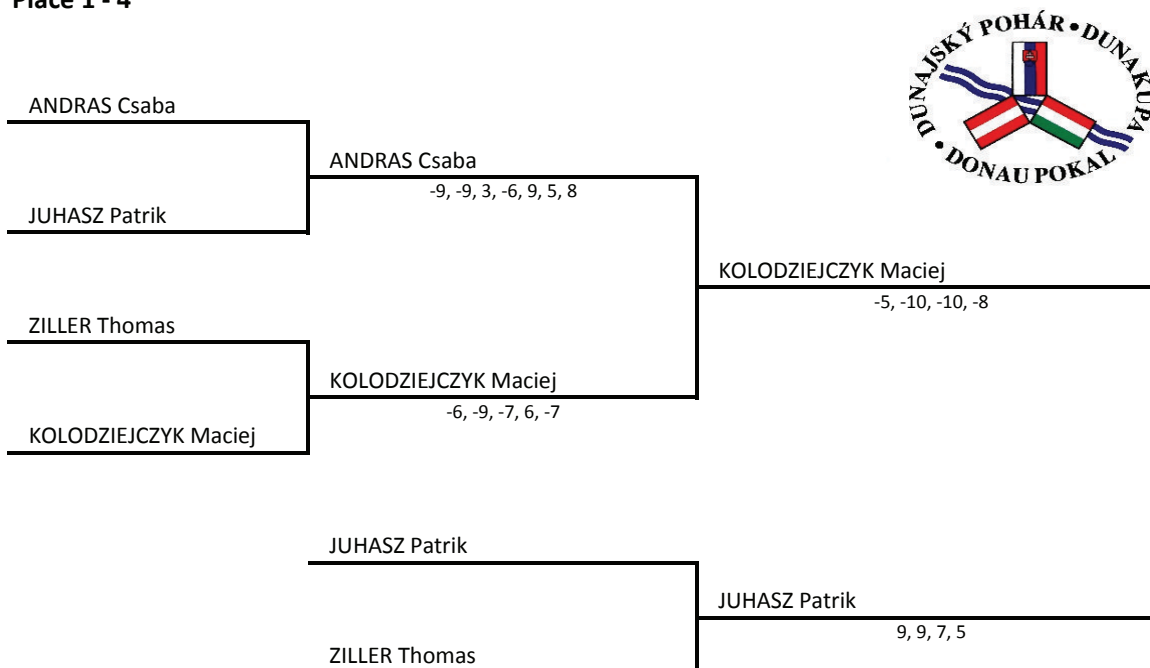 Place 1 - 4
DUNAJSKÝ POHÁR • DUNA KUPA • DONAU POKAL •
ANDRAS Csaba
ANDRAS Csaba
-9, -9, 3, -6, 9, 5, 8
JUHASZ Patrik
KOLODZIEJCZYK Maciej
-5, -10, -10, -8
ZILLER Thomas
KOLODZIEJCZYK Maciej
-6, -9, -7, 6, -7
KOLODZIEJCZYK Maciej
JUHASZ Patrik
JUHASZ Patrik
9, 9, 7, 5
ZILLER Thomas